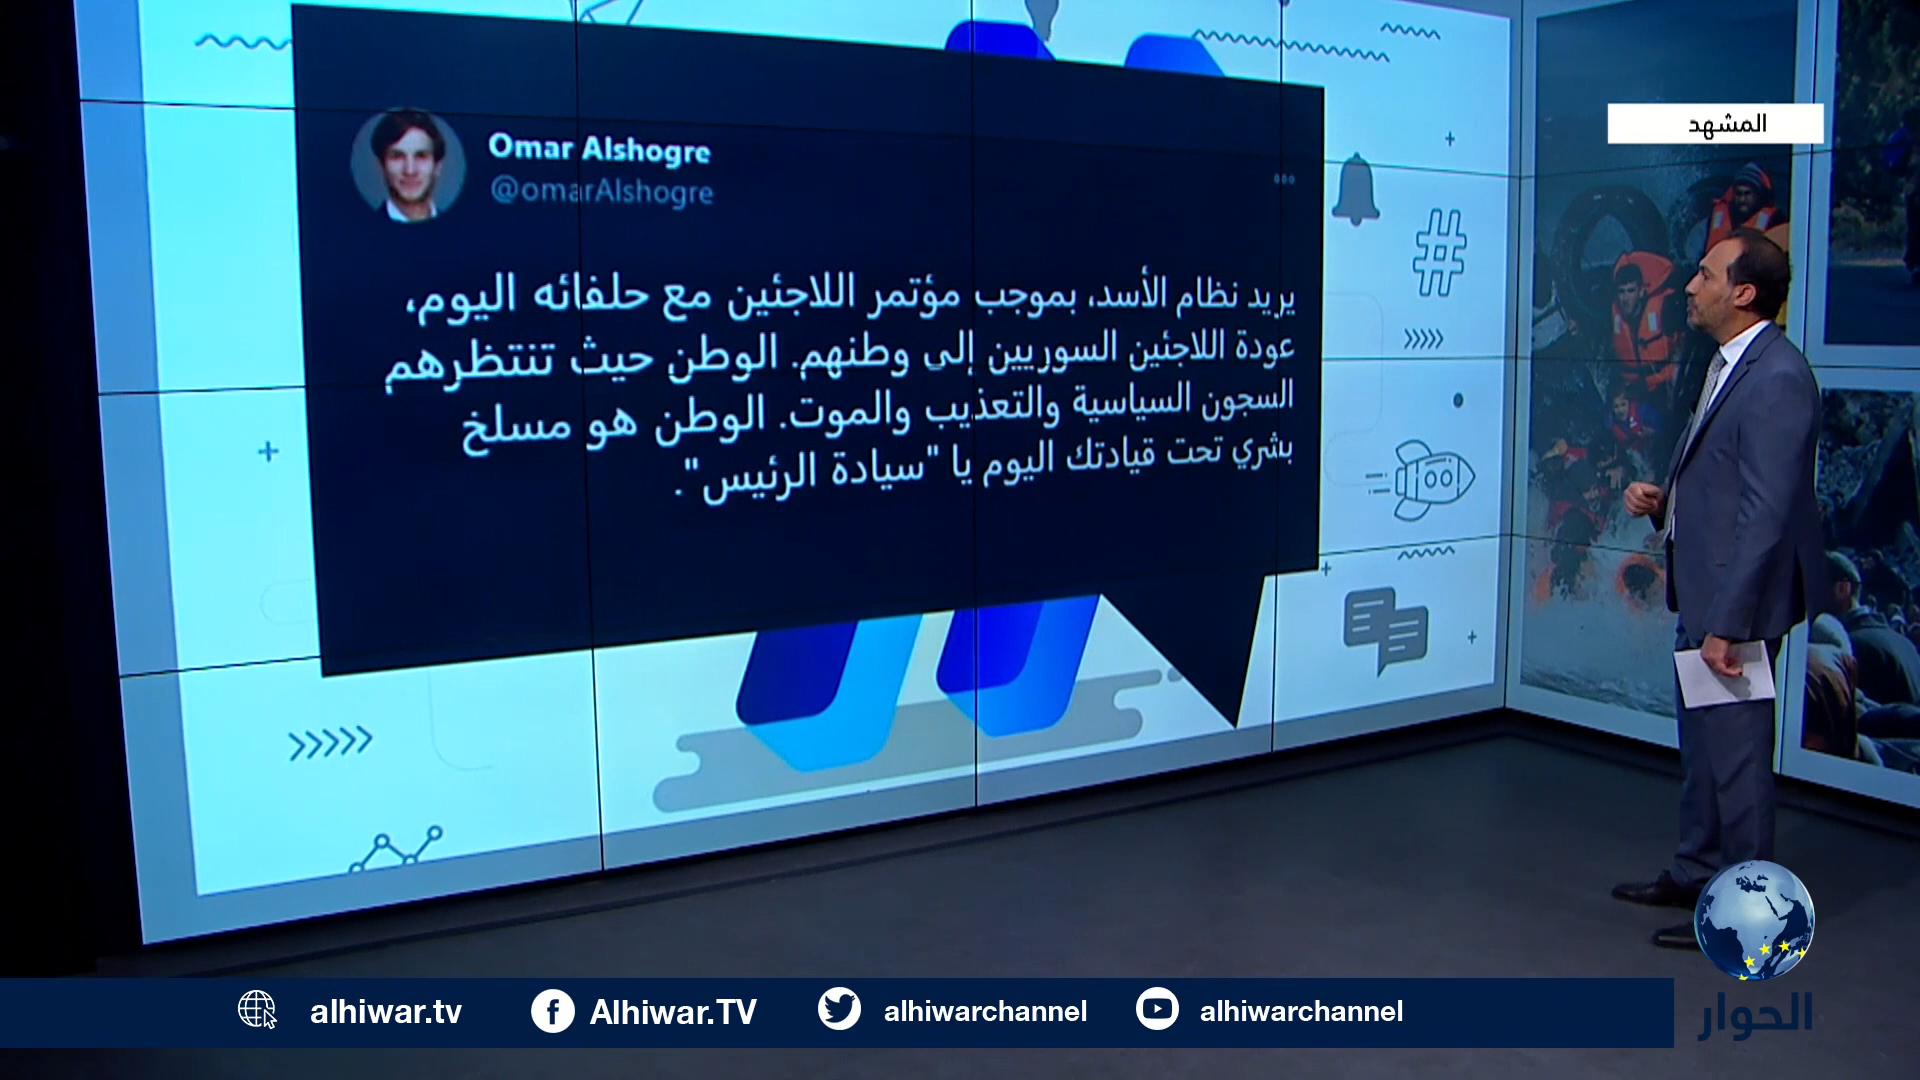 المشهد
Omar Alshogre
@omarAlshogre
يريد نظام الأسد، بموجب مؤتمر اللاجئين مع حلفائه اليوم،
عودة اللاجئين السوريين إلى وطنهم. الوطن حيث تنتظرهم
السجون السياسية والتعذيب والموت. الوطن هو مسلخ
بشري تحت قيادتك اليوم يا "سيادة الرئيس".
alhiwar.tv
Alhiwar.TV
alhiwarchannel
alhiwarchannel
الحوار